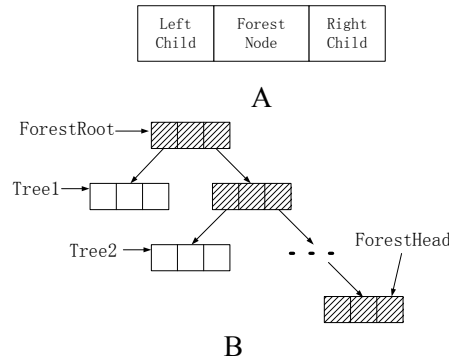 Left Forest Right
Child Node Child
A
ForestRoot
Tree1
Tree2
ForestHead
B